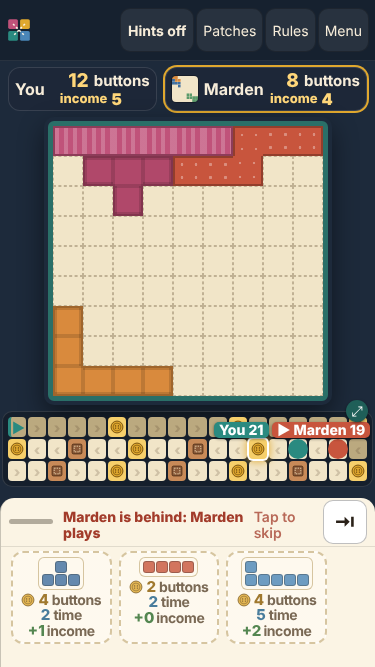 Hints off
Patches
Rules
Menu
You
12 buttons
income 5
Marden
8 buttons
income 4
You 21
Marden 19
Marden is behind: Marden plays
Tap to skip
4 buttons
2 time
+1 income
2 buttons
2 time
+0 income
4 buttons
5 time
+2 income